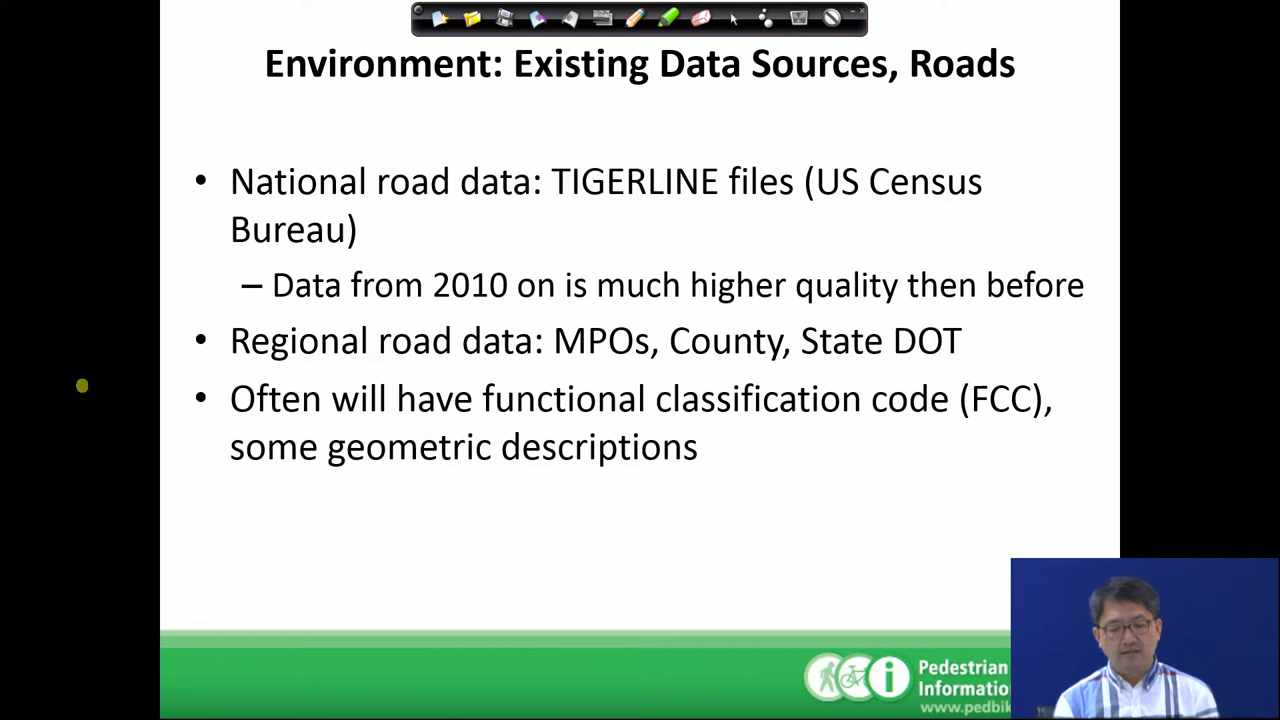 Environment: Existing Data Sources, Roads
• National road data: TIGERLINE files (US Census
Bureau)
– Data from 2010 on is much higher quality then before
• Regional road data: MPOs, County, State DOT
• Often will have functional classification code (FCC),
some geometric descriptions
i
Pedestrian
Informatio
www.pedbik